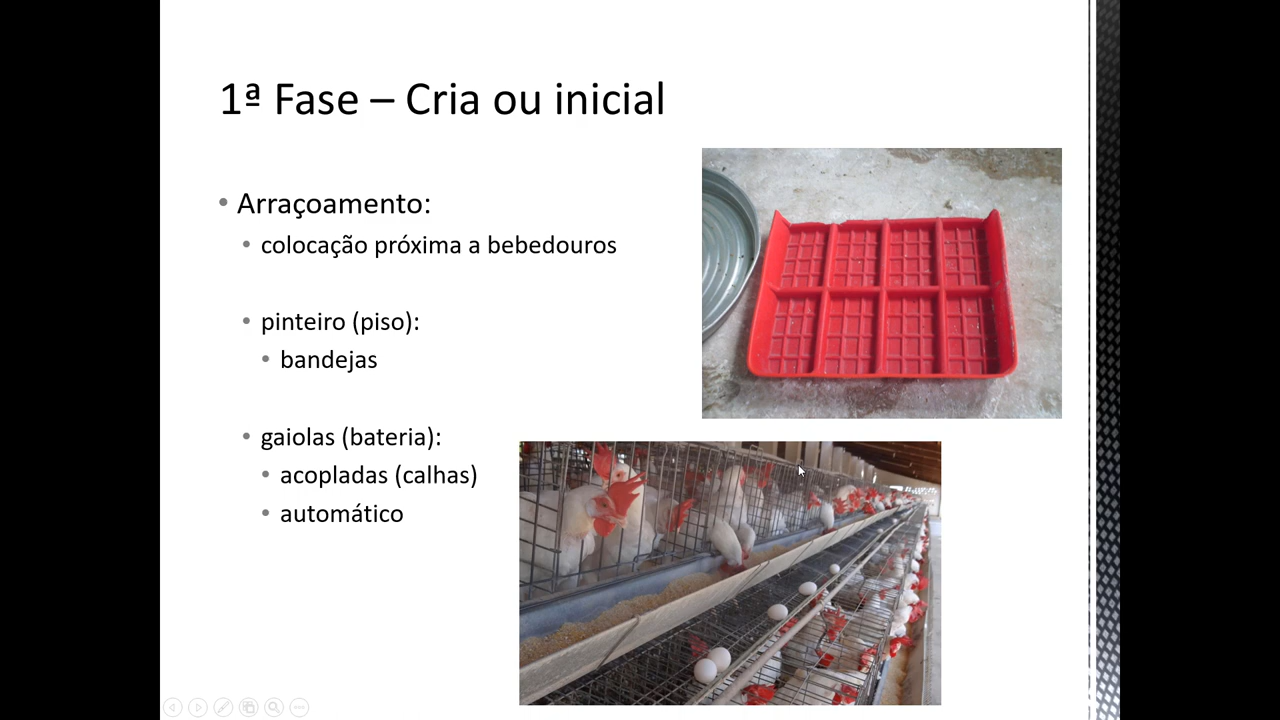 1ª Fase – Cria ou inicial
• Arraçoamento:
• colocação próxima a bebedouros
• pinteiro (piso):
• bandejas
• gaiolas (bateria):
• acopladas (calhas)
• automático